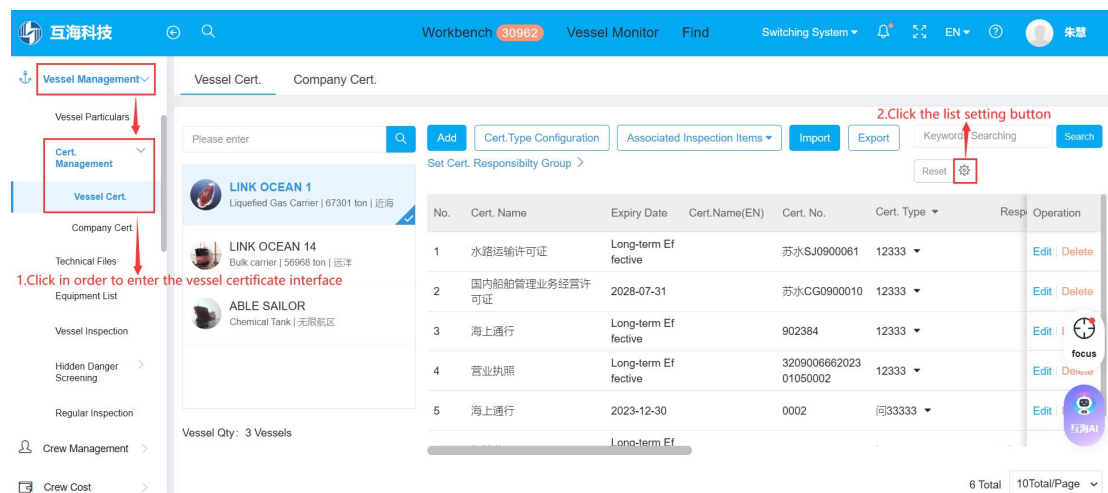 互海科技
Workbench 30962 Vessel Monitor Find Switching System EN 朱慧
Vessel Management
Vessel Particulars
Cert. Management
Vessel Cert.
Company Cert.
Technical Files
Equipment List
Vessel Inspection
Hidden Danger Screening
Regular Inspection
Crew Management
Crew Cost
1.Click in order to enter the vessel certificate interface
Vessel Cert. Company Cert.
2.Click the list setting button
Please enter
Add Cert.Type Configuration Associated Inspection Items Import Export Keywords Searching Search
Set Cert. Responsibilty Group
Reset
LINK OCEAN 1
Liquefied Gas Carrier | 67301 ton | 近海
LINK OCEAN 14
Bulk carrier | 56968 ton | 远洋
ABLE SAILOR
Chemical Tank | 无限航区
Vessel Qty: 3 Vessels
No. Cert. Name Expiry Date Cert.Name(EN) Cert. No. Cert. Type Resp Operation
1 水路运输许可证 Long-term Effective 苏水SJ0900061 12333 Edit Delete
2 国内船舶管理业务经营许可证 2028-07-31 苏水CG0900010 12333 Edit Delete
3 海上通行 Long-term Effective 902384 12333 Edit
4 营业执照 Long-term Effective 320900666202301050002 12333 Edit Delete
5 海上通行 2023-12-30 0002 问33333 Edit
Long-term Ef
focus
互海AI
6 Total 10Total/Page